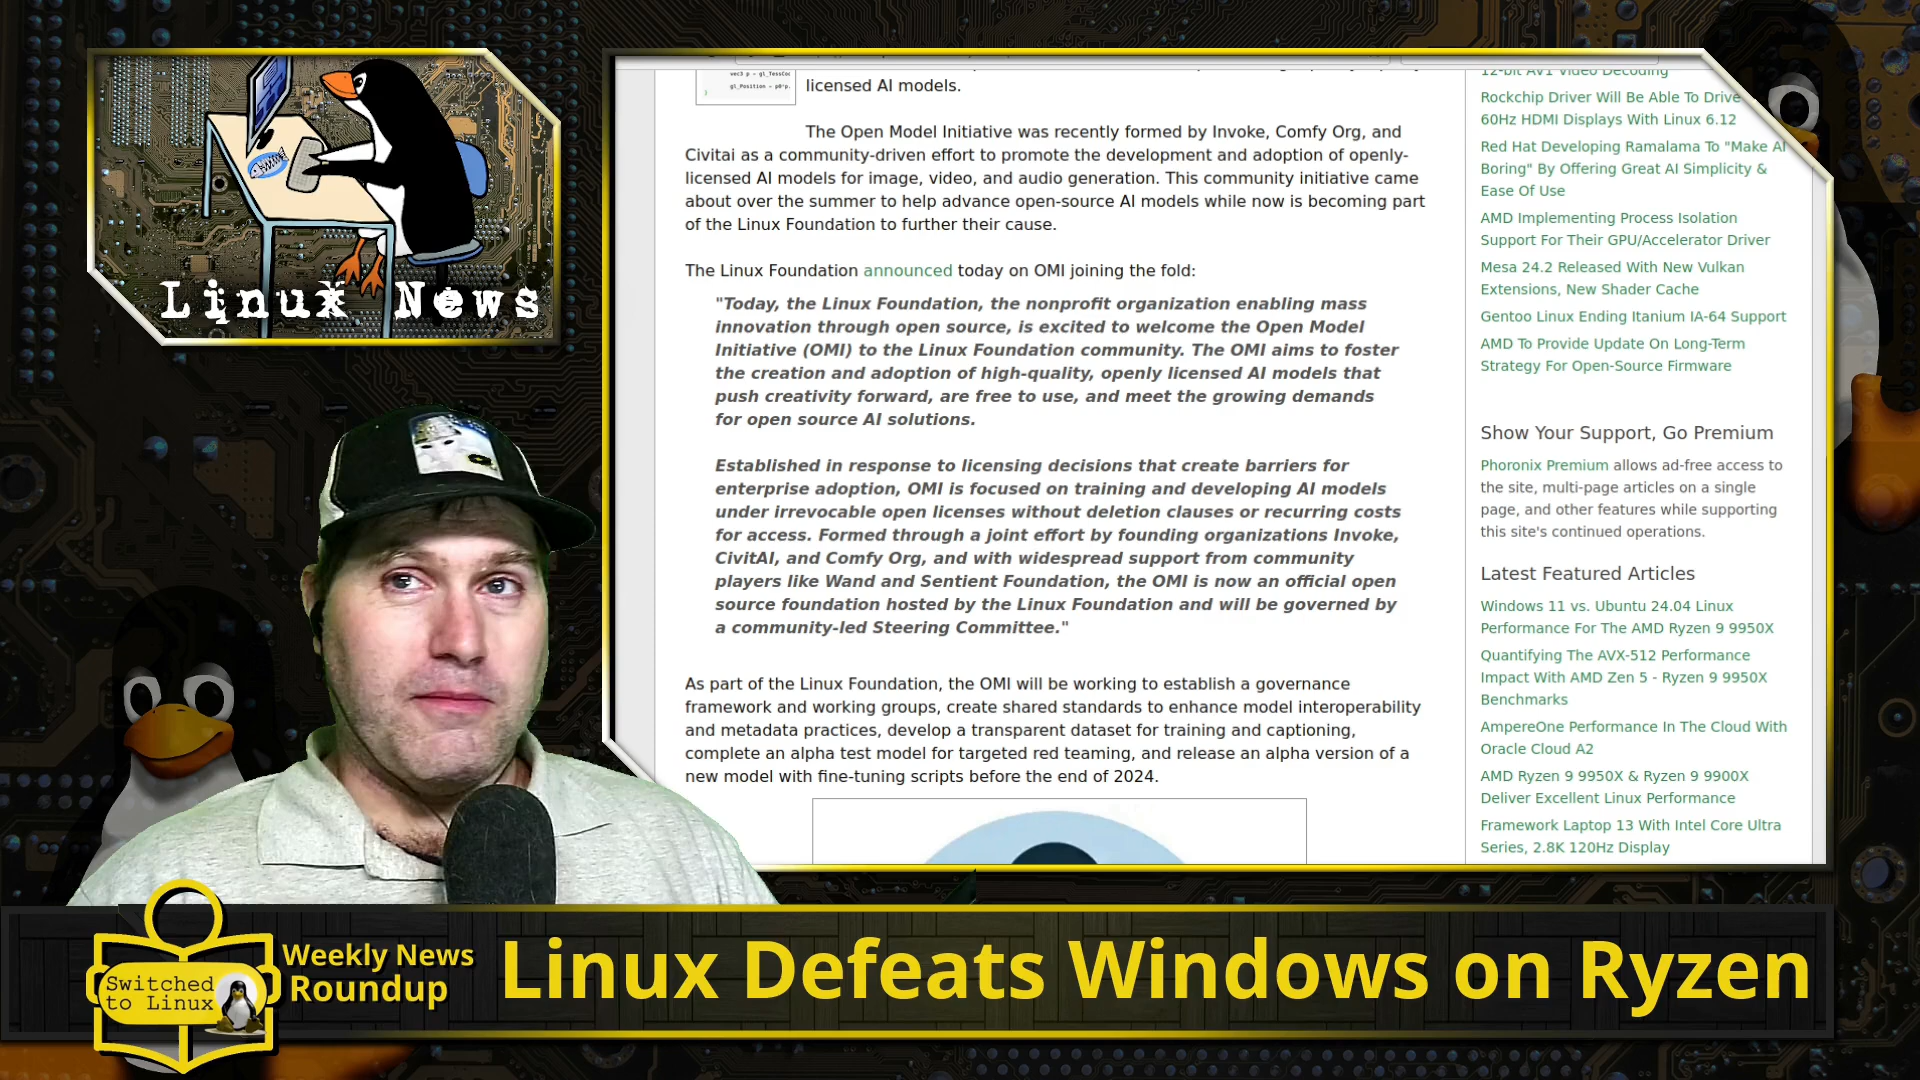 Linux News
vec3 p = gl_TessCoo
gl_Position = p0*p.
}
licensed AI models.
The Open Model Initiative was recently formed by Invoke, Comfy Org, and
Civitai as a community-driven effort to promote the development and adoption of openly-
licensed AI models for image, video, and audio generation. This community initiative came
about over the summer to help advance open-source AI models while now is becoming part
of the Linux Foundation to further their cause.
The Linux Foundation announced today on OMI joining the fold:
"Today, the Linux Foundation, the nonprofit organization enabling mass
innovation through open source, is excited to welcome the Open Model
Initiative (OMI) to the Linux Foundation community. The OMI aims to foster
the creation and adoption of high-quality, openly licensed AI models that
push creativity forward, are free to use, and meet the growing demands
for open source AI solutions.
Established in response to licensing decisions that create barriers for
enterprise adoption, OMI is focused on training and developing AI models
under irrevocable open licenses without deletion clauses or recurring costs
for access. Formed through a joint effort by founding organizations Invoke,
CivitAI, and Comfy Org, and with widespread support from community
players like Wand and Sentient Foundation, the OMI is now an official open
source foundation hosted by the Linux Foundation and will be governed by
a community-led Steering Committee."
As part of the Linux Foundation, the OMI will be working to establish a governance
framework and working groups, create shared standards to enhance model interoperability
and metadata practices, develop a transparent dataset for training and captioning,
complete an alpha test model for targeted red teaming, and release an alpha version of a
new model with fine-tuning scripts before the end of 2024.
12-bit AV1 Video Decoding
Rockchip Driver Will Be Able To Drive
60Hz HDMI Displays With Linux 6.12
Red Hat Developing Ramalama To "Make AI
Boring" By Offering Great AI Simplicity &
Ease Of Use
AMD Implementing Process Isolation
Support For Their GPU/Accelerator Driver
Mesa 24.2 Released With New Vulkan
Extensions, New Shader Cache
Gentoo Linux Ending Itanium IA-64 Support
AMD To Provide Update On Long-Term
Strategy For Open-Source Firmware
Show Your Support, Go Premium
Phoronix Premium allows ad-free access to
the site, multi-page articles on a single
page, and other features while supporting
this site's continued operations.
Latest Featured Articles
Windows 11 vs. Ubuntu 24.04 Linux
Performance For The AMD Ryzen 9 9950X
Quantifying The AVX-512 Performance
Impact With AMD Zen 5 - Ryzen 9 9950X
Benchmarks
AmpereOne Performance In The Cloud With
Oracle Cloud A2
AMD Ryzen 9 9950X & Ryzen 9 9900X
Deliver Excellent Linux Performance
Framework Laptop 13 With Intel Core Ultra
Series, 2.8K 120Hz Display
Switched
to Linux
Weekly News
Roundup
Linux Defeats Windows on Ryzen